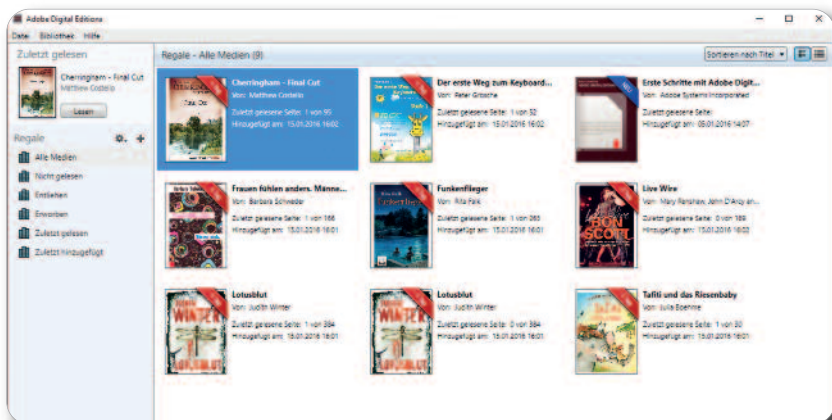 Adobe Digital Editions
Datei Bibliothek Hilfe
Zuletzt gelesen
Cherringham - Final Cut
Matthew Costello
Lesen
Regale
Alle Medien
Nicht gelesen
Entliehen
Erworben
Zuletzt gelesen
Zuletzt hinzugefügt
Regale - Alle Medien (9)
Sortieren nach Titel
Cherringham - Final Cut
Von: Matthew Costello
Zuletzt gelesene Seite: 1 von 95
Hinzugefügt am: 15.01.2016 16:02
Der erste Weg zum Keyboard...
Von: Peter Grosche
Zuletzt gelesene Seite: 1 von 52
Hinzugefügt am: 15.01.2016 16:02
Erste Schritte mit Adobe Digit...
Von: Adobe Systems Incorporated
Zuletzt gelesene Seite:
Hinzugefügt am: 05.01.2016 14:07
Frauen fühlen anders. Männe...
Von: Barbara Schweder
Zuletzt gelesene Seite: 1 von 166
Hinzugefügt am: 15.01.2016 16:01
Funkenflieger
Von: Rita Falk
Zuletzt gelesene Seite: 1 von 263
Hinzugefügt am: 15.01.2016 16:01
Live Wire
Von: Mary Renshaw, John D'Arcy an...
Zuletzt gelesene Seite: 0 von 169
Hinzugefügt am: 15.01.2016 16:02
BON
SCOTT
Lotusblut
Von: Judith Winter
Zuletzt gelesene Seite: 1 von 384
Hinzugefügt am: 15.01.2016 16:01
WINTER
LOTUSBLUT
Lotusblut
Von: Judith Winter
Zuletzt gelesene Seite: 0 von 384
Hinzugefügt am: 15.01.2016 16:01
WINTER
LOTUSBLUT
Tafiti und das Riesenbaby
Von: Julia Boehme
Zuletzt gelesene Seite: 1 von 30
Hinzugefügt am: 15.01.2016 16:01